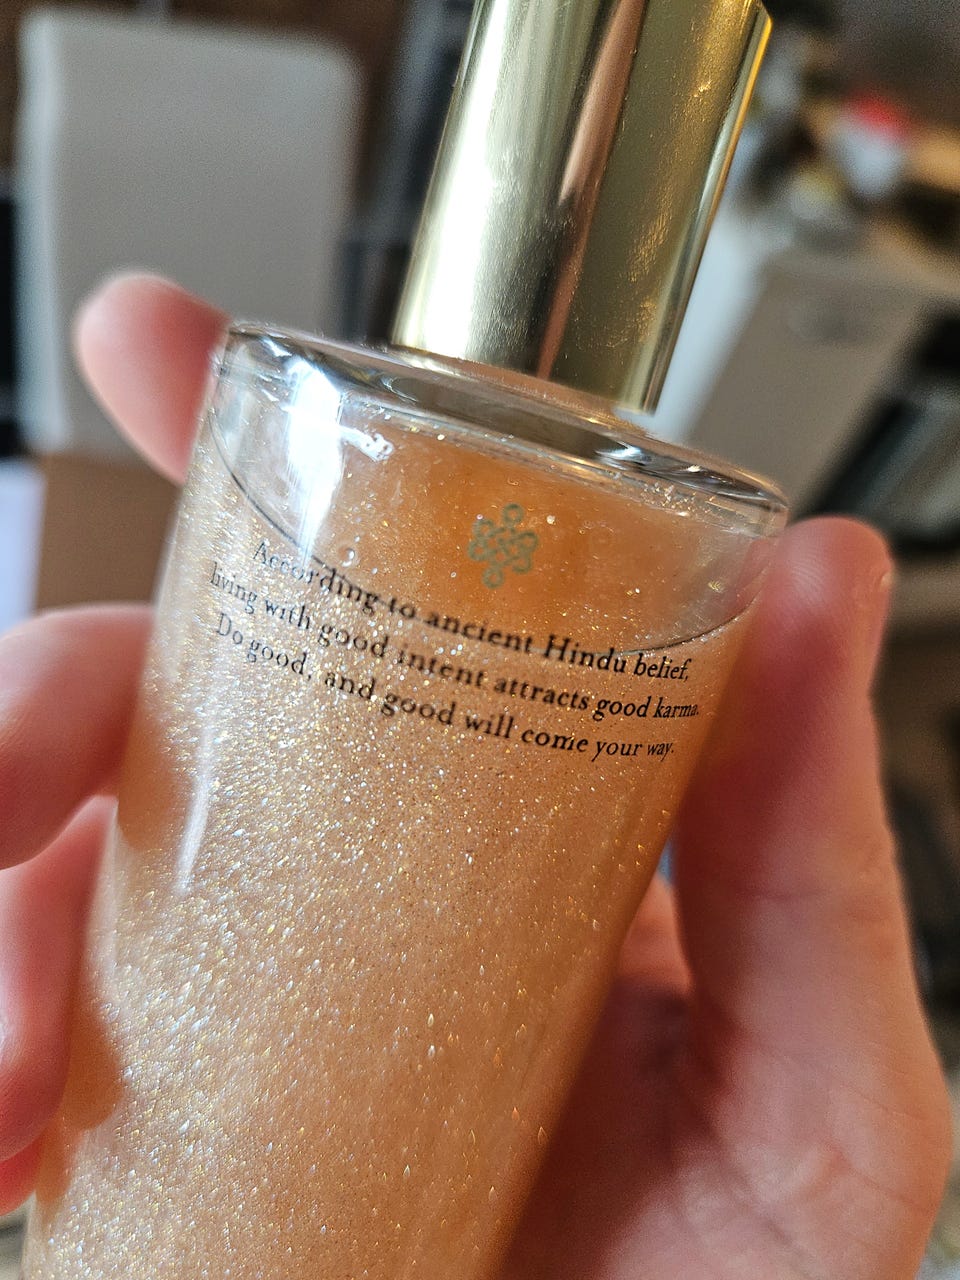 According to ancient Hindu belief,
living with good intent attracts good karma.
Do good, and good will come your way.